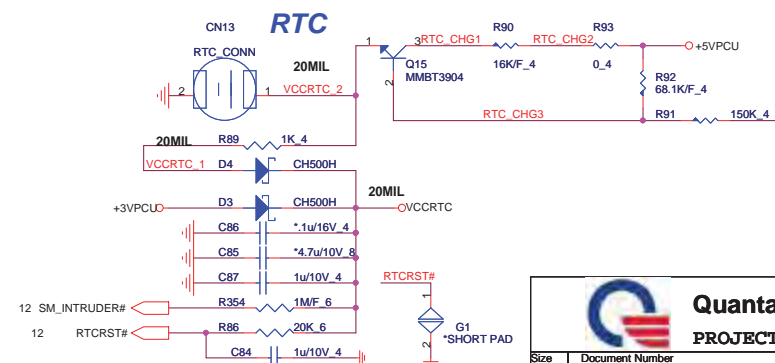 RTC
CN13
RTC_CONN
20MIL
2
1
VCCRTC_2
1
3
RTC_CHG1
R90
16K/F_4
RTC_CHG2
R93
0_4
+5VPCU
Q15
MMBT3904
2
R92
68.1K/F_4
RTC_CHG3
R91
150K_4
20MIL
R89
1K_4
VCCRTC_1
D4
CH500H
20MIL
+3VPCU
D3
CH500H
VCCRTC
C86
*.1u/16V_4
C85
*4.7u/10V_8
C87
1u/10V_4
RTCRST#
12 SM_INTRUDER#
R354
1M/F_6
1
G1
*SHORT PAD
2
12 RTCRST#
R86
20K_6
C84
1u/10V_4
Quanta
PROJECT
Size
Document Number